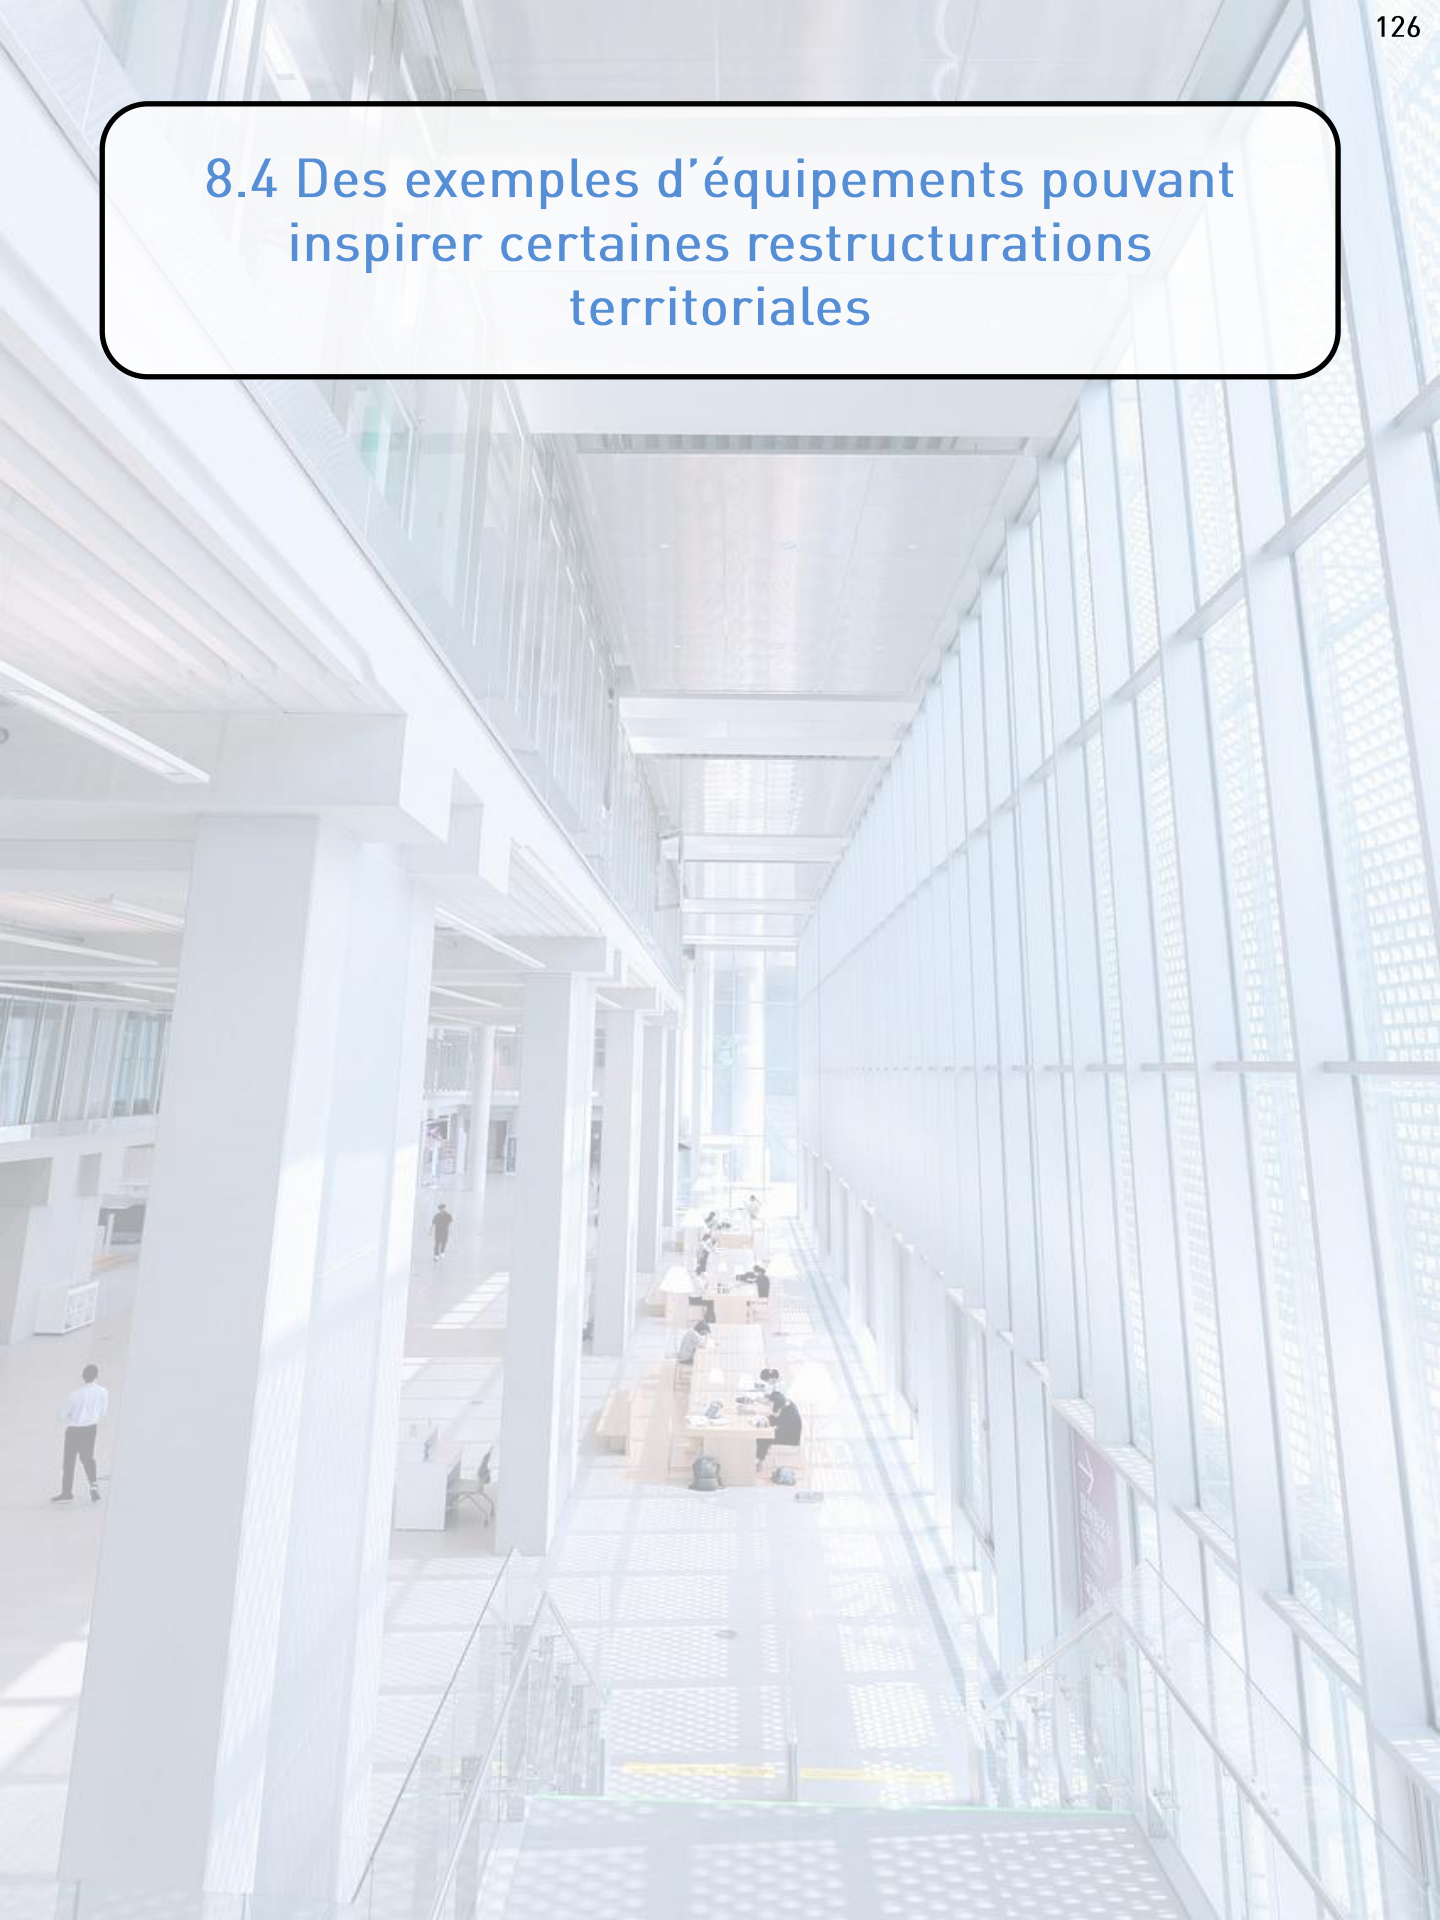 126
8.4 Des exemples d’équipements pouvant
inspirer certaines restructurations
territoriales